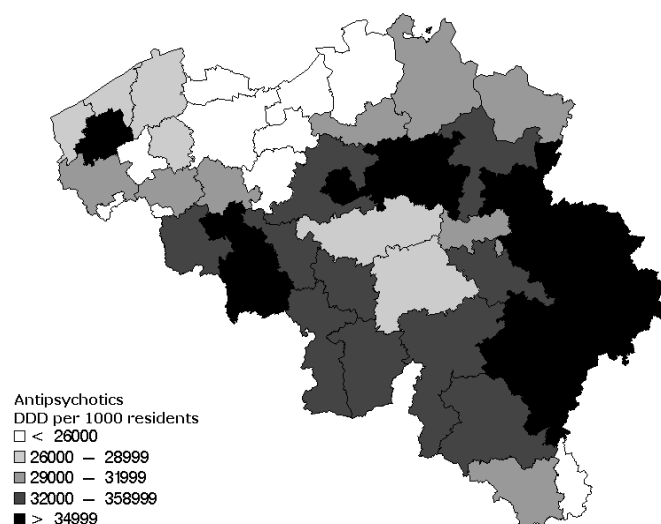 Antipsychotics
DDD per 1000 residents
< 26000
26000 – 28999
29000 – 31999
32000 – 358999
> 34999